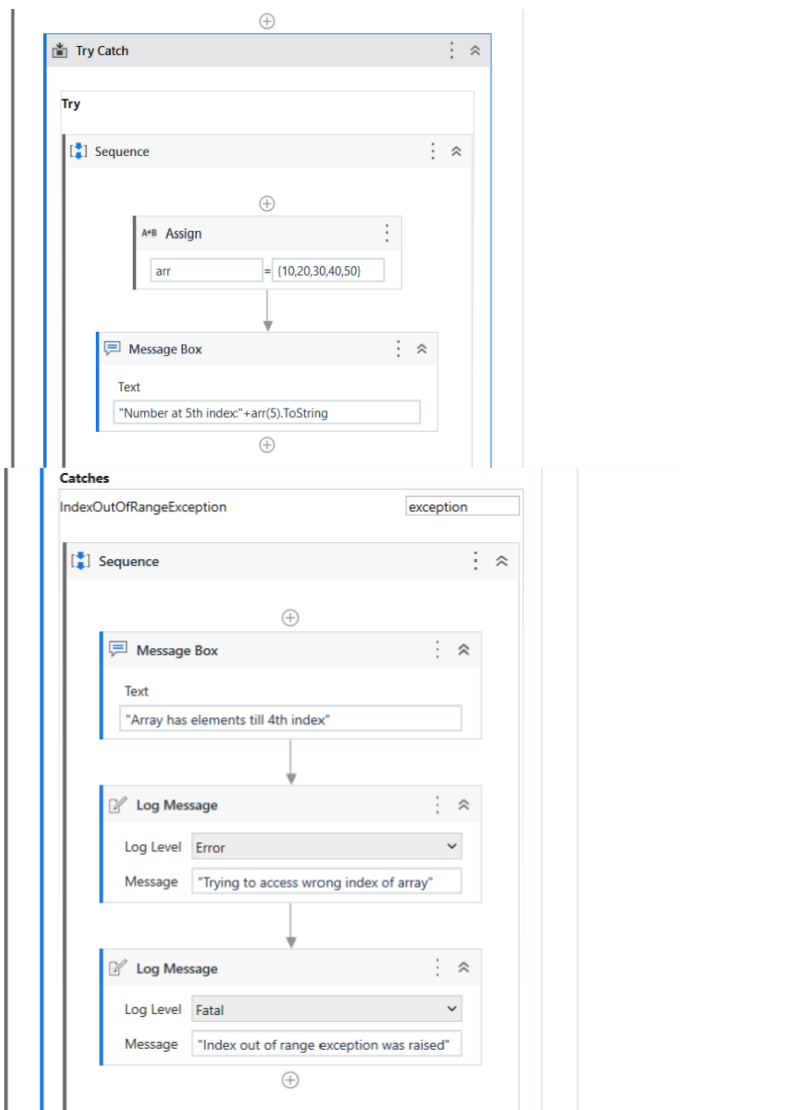 Try Catch
Try
Sequence
A*B Assign
arr = {10,20,30,40,50}
Message Box
Text
"Number at 5th index:"+arr(5).ToString
Catches
IndexOutOfRangeException exception
Sequence
Message Box
Text
"Array has elements till 4th index"
Log Message
Log Level Error
Message "Trying to access wrong index of array"
Log Message
Log Level Fatal
Message "Index out of range exception was raised"